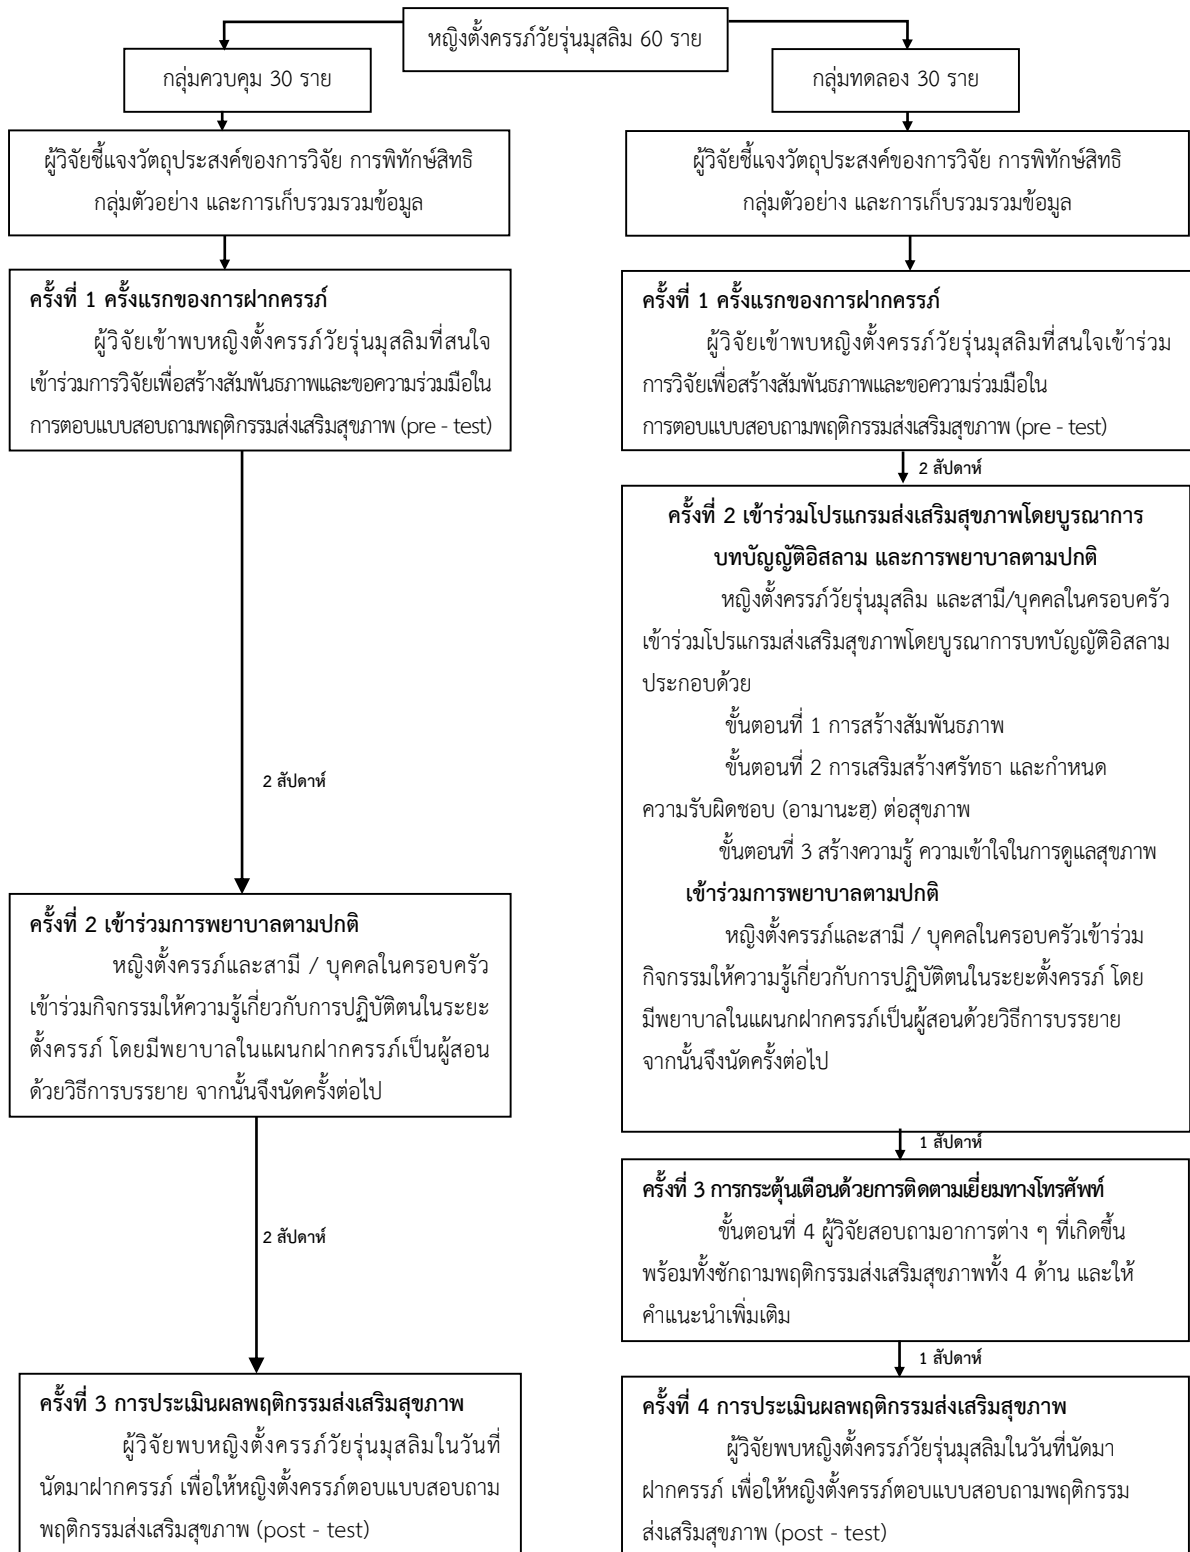 หญิงตั้งครรภ์วัยรุ่นมุสลิม 60 ราย
กลุ่มควบคุม 30 ราย
ผู้วิจัยชี้แจงวัตถุประสงค์ของการวิจัย การพิทักษ์สิทธิ
กลุ่มตัวอย่าง และการเก็บรวมรวมข้อมูล
ครั้งที่ 1 ครั้งแรกของการฝากครรภ์
ผู้วิจัยเข้าพบหญิงตั้งครรภ์วัยรุ่นมุสลิมที่สนใจ
เข้าร่วมการวิจัยเพื่อสร้างสัมพันธภาพและขอความร่วมมือใน
การตอบแบบสอบถามพฤติกรรมส่งเสริมสุขภาพ (pre - test)
2 สัปดาห์
ครั้งที่ 2 เข้าร่วมการพยาบาลตามปกติ
หญิงตั้งครรภ์และสามี / บุคคลในครอบครัว
เข้าร่วมกิจกรรมให้ความรู้เกี่ยวกับการปฏิบัติตนในระยะ
ตั้งครรภ์ โดยมีพยาบาลในแผนกฝากครรภ์เป็นผู้สอน
ด้วยวิธีการบรรยาย จากนั้นจึงนัดครั้งต่อไป
2 สัปดาห์
ครั้งที่ 3 การประเมินผลพฤติกรรมส่งเสริมสุขภาพ
ผู้วิจัยพบหญิงตั้งครรภ์วัยรุ่นมุสลิมในวันที่
นัดมาฝากครรภ์ เพื่อให้หญิงตั้งครรภ์ตอบแบบสอบถาม
พฤติกรรมส่งเสริมสุขภาพ (post - test)
กลุ่มทดลอง 30 ราย
ผู้วิจัยชี้แจงวัตถุประสงค์ของการวิจัย การพิทักษ์สิทธิ
กลุ่มตัวอย่าง และการเก็บรวมรวมข้อมูล
ครั้งที่ 1 ครั้งแรกของการฝากครรภ์
ผู้วิจัยเข้าพบหญิงตั้งครรภ์วัยรุ่นมุสลิมที่สนใจเข้าร่วม
การวิจัยเพื่อสร้างสัมพันธภาพและขอความร่วมมือใน
การตอบแบบสอบถามพฤติกรรมส่งเสริมสุขภาพ (pre - test)
2 สัปดาห์
ครั้งที่ 2 เข้าร่วมโปรแกรมส่งเสริมสุขภาพโดยบูรณาการ
บทบัญญัติอิสลาม และการพยาบาลตามปกติ
หญิงตั้งครรภ์วัยรุ่นมุสลิม และสามี/บุคคลในครอบครัว
เข้าร่วมโปรแกรมส่งเสริมสุขภาพโดยบูรณาการบทบัญญัติอิสลาม
ประกอบด้วย
ขั้นตอนที่ 1 การสร้างสัมพันธภาพ
ขั้นตอนที่ 2 การเสริมสร้างศรัทธา และกำหนด
ความรับผิดชอบ (อามานะฮฺ) ต่อสุขภาพ
ขั้นตอนที่ 3 สร้างความรู้ ความเข้าใจในการดูแลสุขภาพ
เข้าร่วมการพยาบาลตามปกติ
หญิงตั้งครรภ์และสามี / บุคคลในครอบครัวเข้าร่วม
กิจกรรมให้ความรู้เกี่ยวกับการปฏิบัติตนในระยะตั้งครรภ์ โดย
มีพยาบาลในแผนกฝากครรภ์เป็นผู้สอนด้วยวิธีการบรรยาย
จากนั้นจึงนัดครั้งต่อไป
1 สัปดาห์
ครั้งที่ 3 การกระตุ้นเตือนด้วยการติดตามเยี่ยมทางโทรศัพท์
ขั้นตอนที่ 4 ผู้วิจัยสอบถามอาการต่าง ๆ ที่เกิดขึ้น
พร้อมทั้งซักถามพฤติกรรมส่งเสริมสุขภาพทั้ง 4 ด้าน และให้
คำแนะนำเพิ่มเติม
1 สัปดาห์
ครั้งที่ 4 การประเมินผลพฤติกรรมส่งเสริมสุขภาพ
ผู้วิจัยพบหญิงตั้งครรภ์วัยรุ่นมุสลิมในวันที่นัดมา
ฝากครรภ์ เพื่อให้หญิงตั้งครรภ์ตอบแบบสอบถามพฤติกรรม
ส่งเสริมสุขภาพ (post - test)